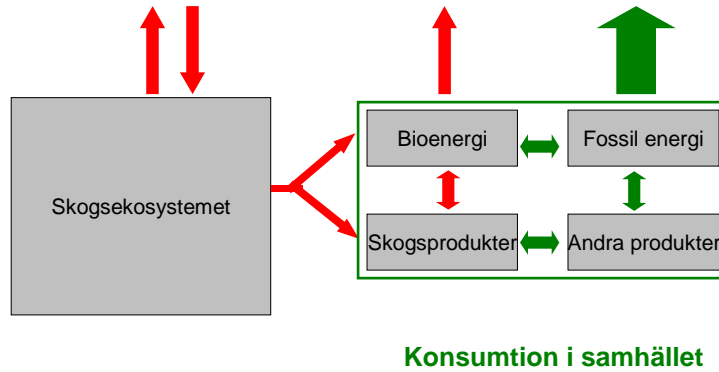 Skogsekosystemet
Bioenergi
Fossil energi
Skogsprodukter
Andra produkter
Konsumtion i samhället